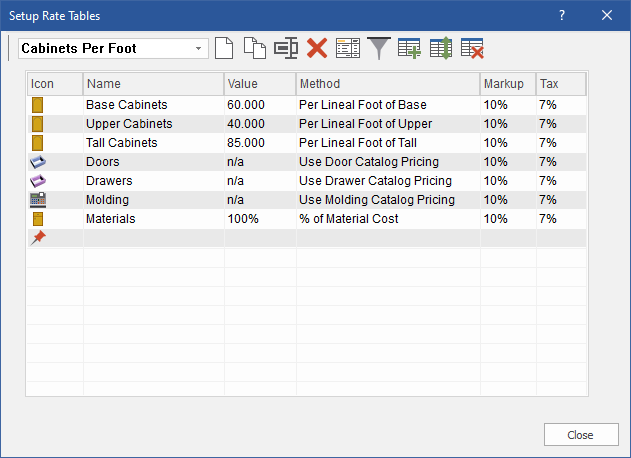 Setup Rate Tables ? ×
Cabinets Per Foot
Icon Name Value Method Markup Tax
Base Cabinets 60.000 Per Lineal Foot of Base 10% 7%
Upper Cabinets 40.000 Per Lineal Foot of Upper 10% 7%
Tall Cabinets 85.000 Per Lineal Foot of Tall 10% 7%
Doors n/a Use Door Catalog Pricing 10% 7%
Drawers n/a Use Drawer Catalog Pricing 10% 7%
Molding n/a Use Molding Catalog Pricing 10% 7%
Materials 100% % of Material Cost 10% 7%
Close